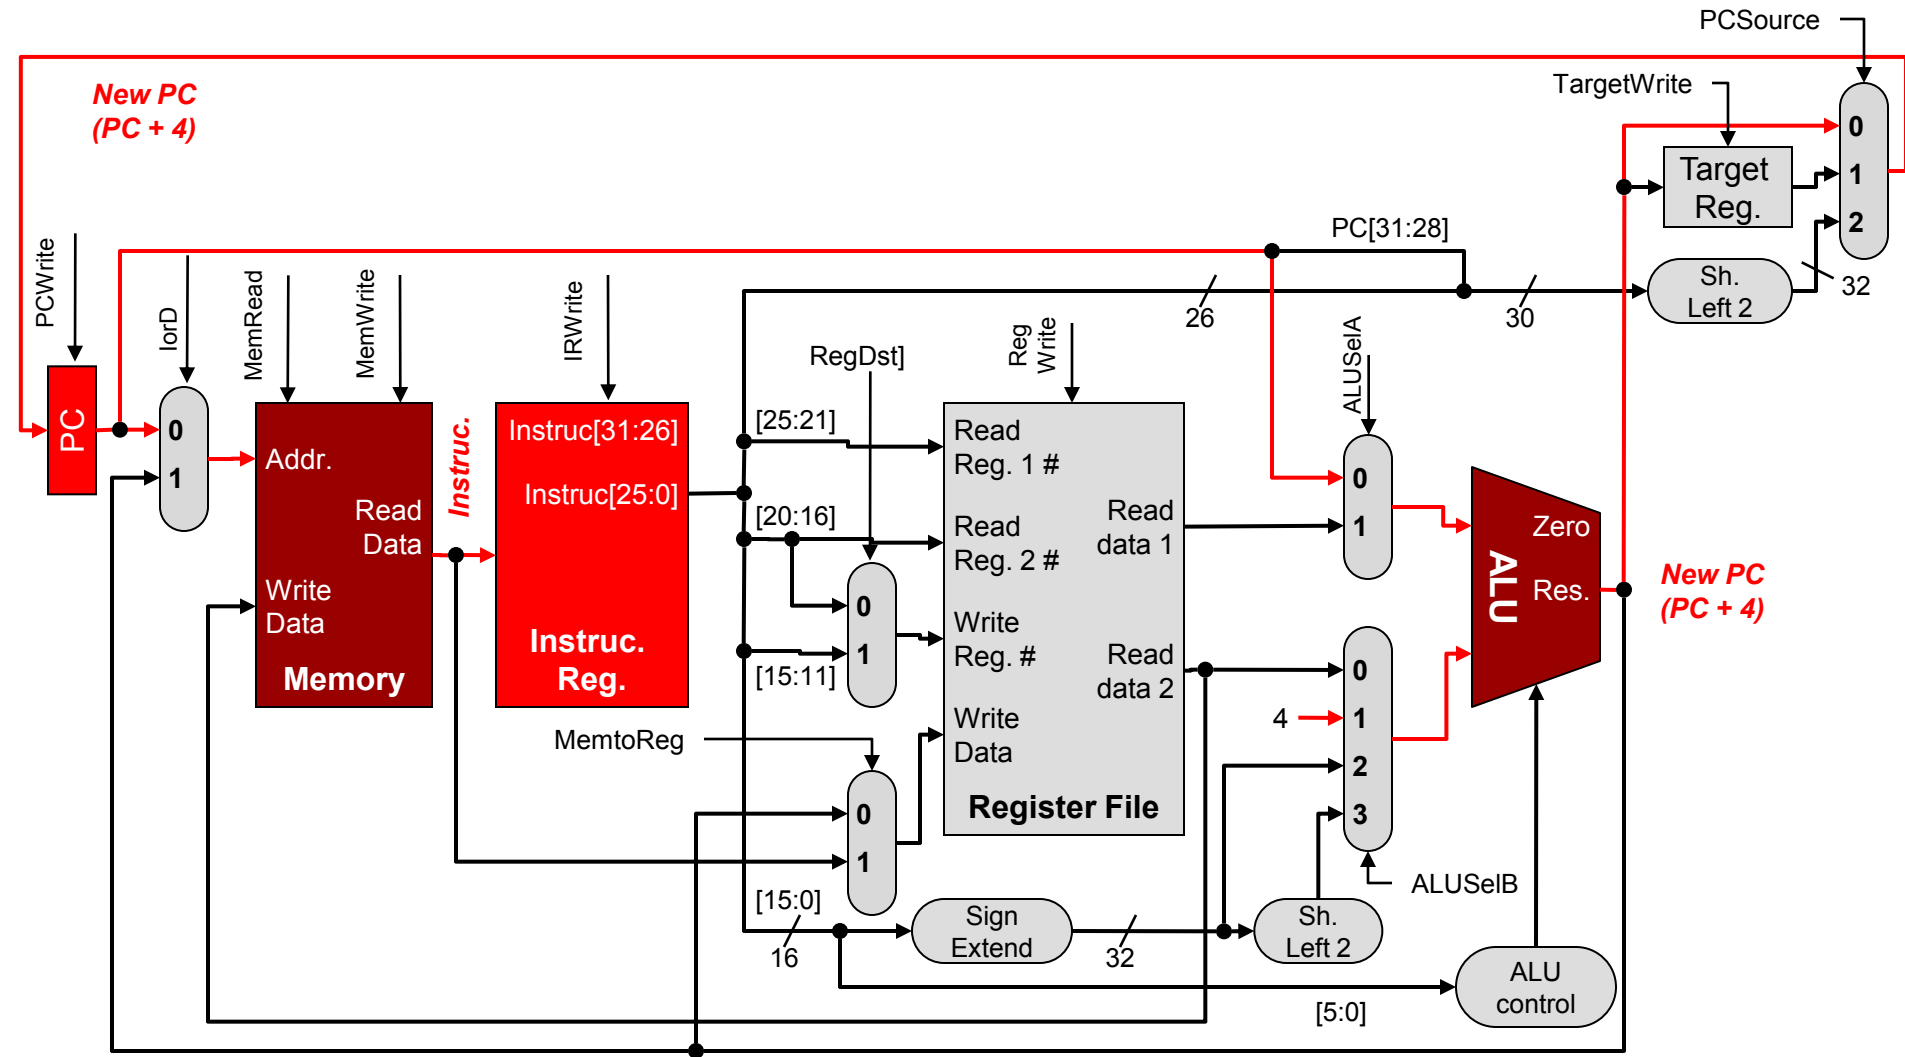 PCSource
New PC
(PC + 4)
TargetWrite
0
Target
Reg.
1
2
PC[31:28]
PCWrite
IorD
MemRead
MemWrite
IRWrite
26
30
Sh.
Left 2
32
RegDst]
Reg
Write
ALUSelA
PC
0
1
Addr.
Read
Data
Write
Data
Memory
Instruc.
Instruc[31:26]
Instruc[25:0]
Instruc.
Reg.
[25:21]
[20:16]
[15:11]
0
1
Read
Reg. 1 #
Read
Reg. 2 #
Write
Reg. #
Write
Data
Read
data 1
Read
data 2
Register File
0
1
Zero
ALU
Res.
New PC
(PC + 4)
0
4
1
2
3
MemtoReg
0
1
ALUSelB
[15:0]
16
Sign
Extend
32
Sh.
Left 2
ALU
control
[5:0]